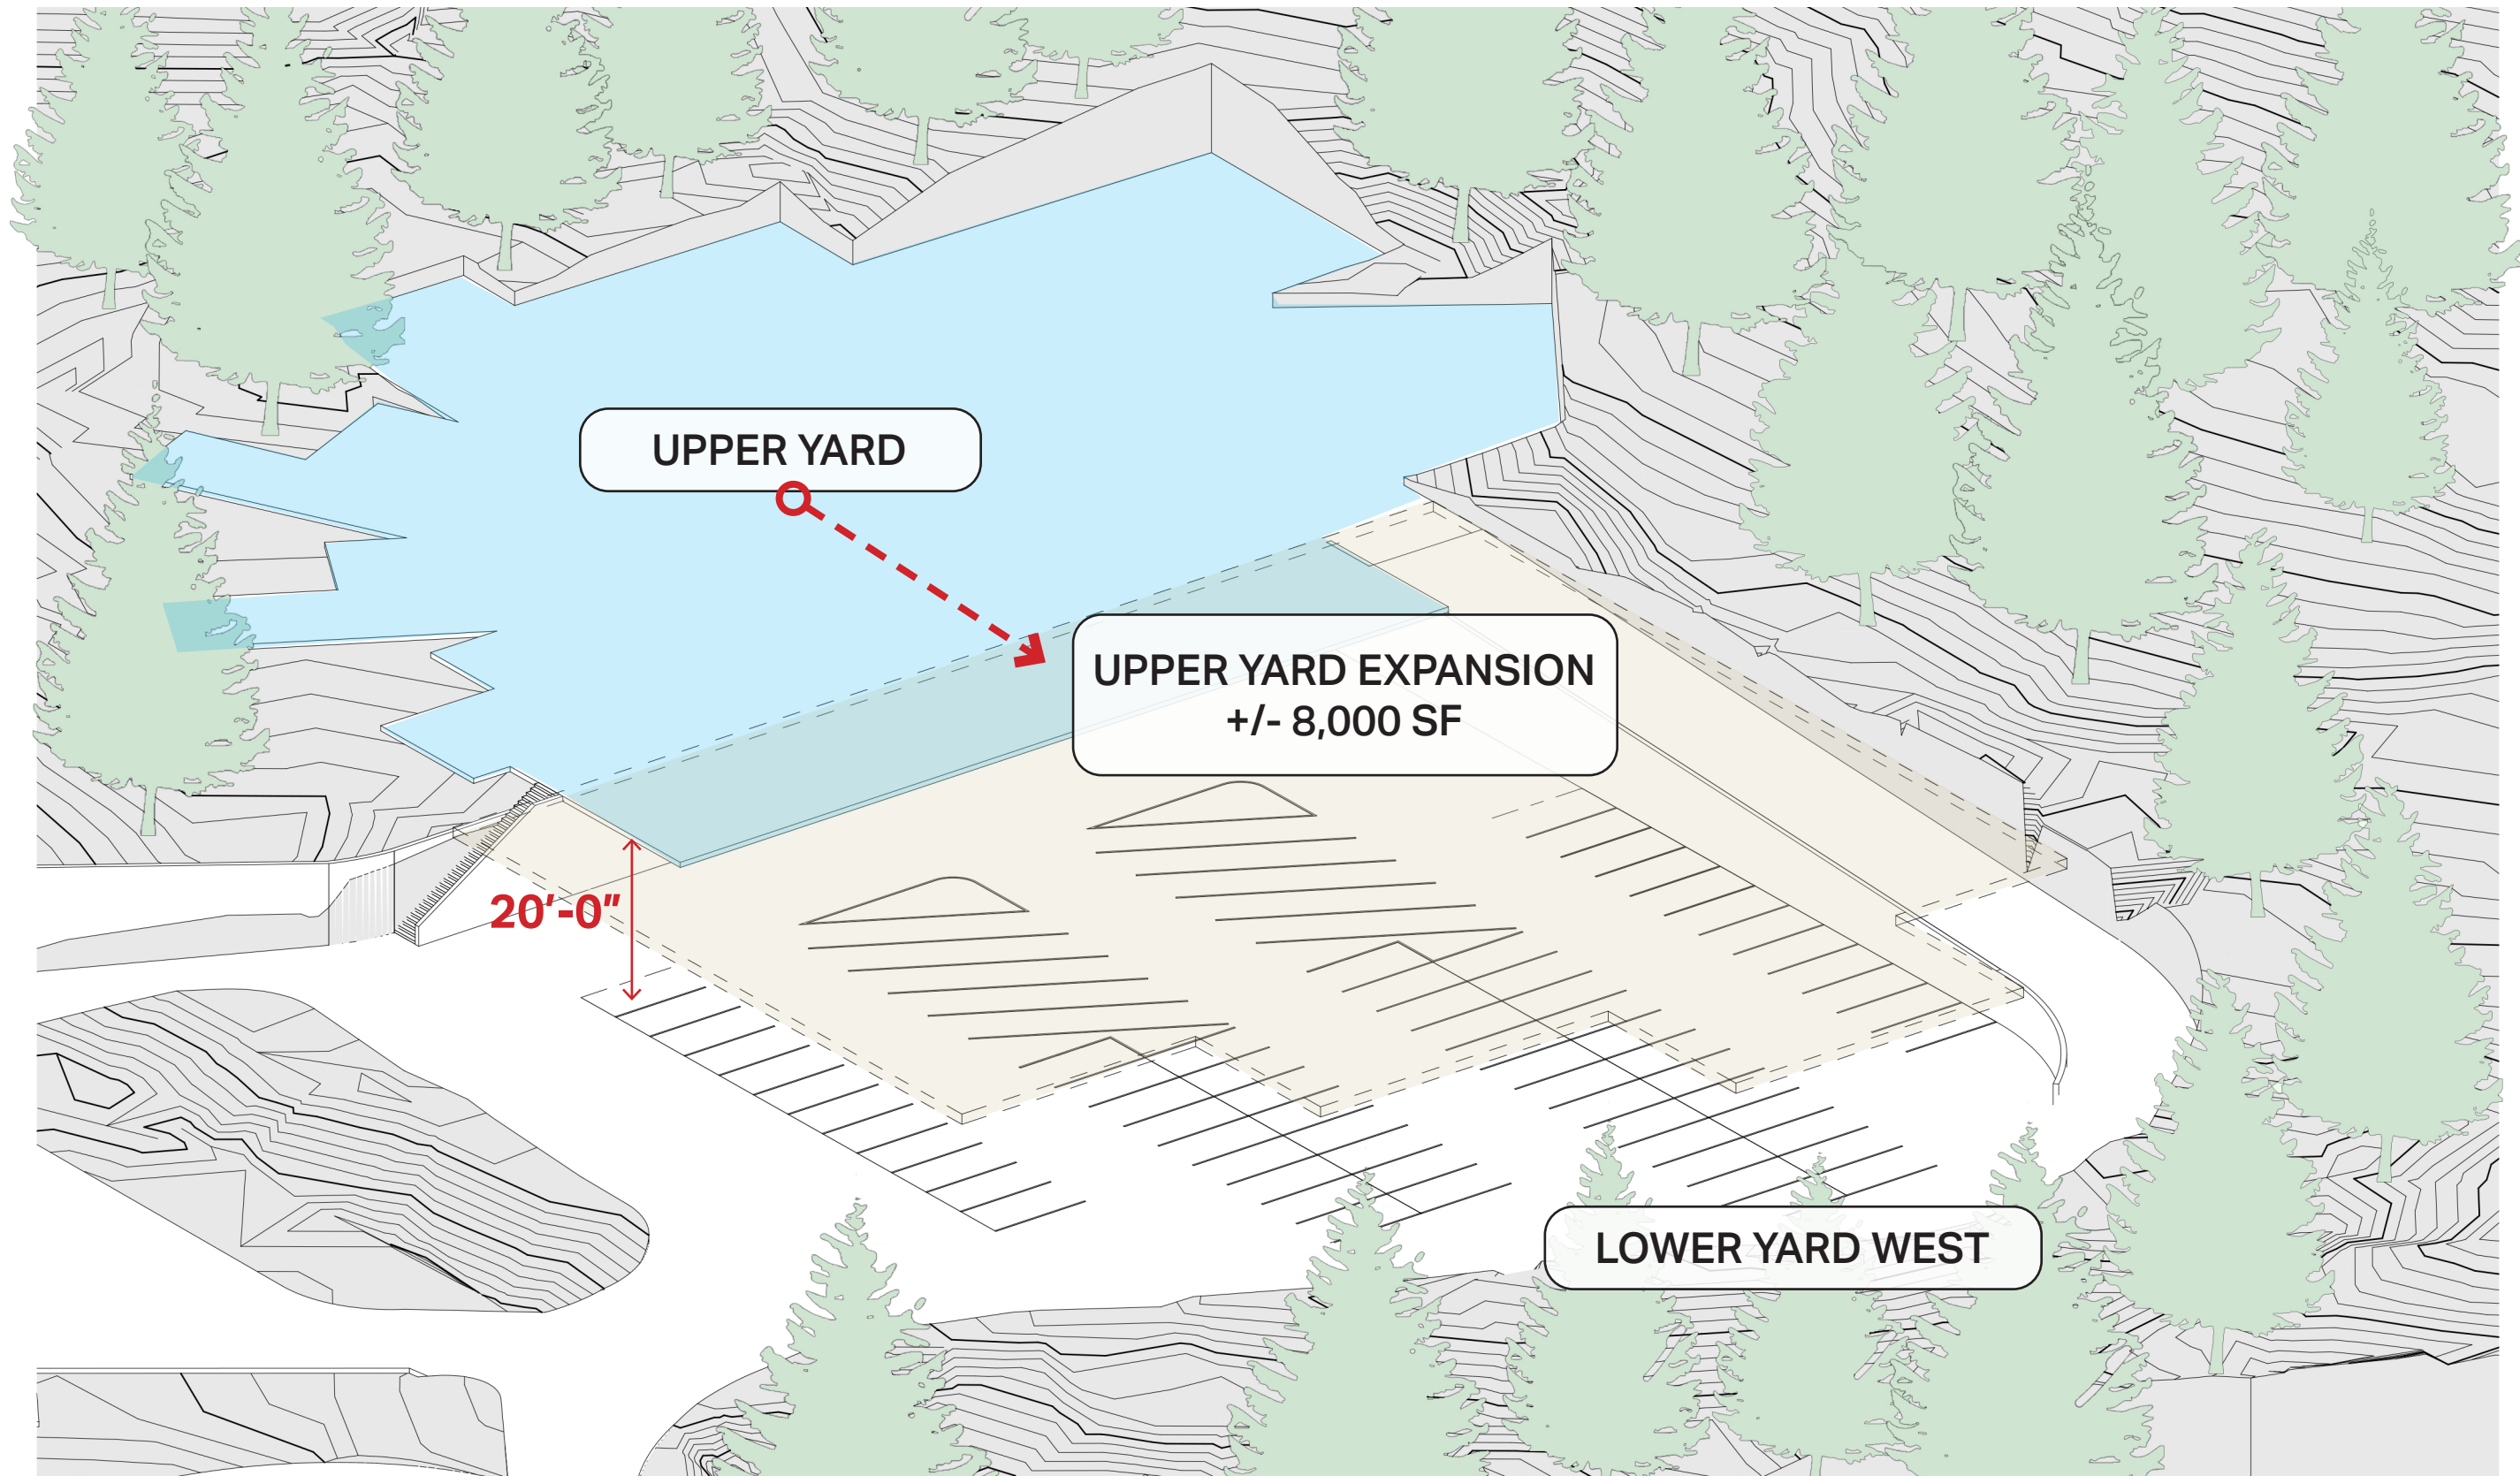 UPPER YARD
UPPER YARD EXPANSION
+/- 8,000 SF
20'-0"
LOWER YARD WEST